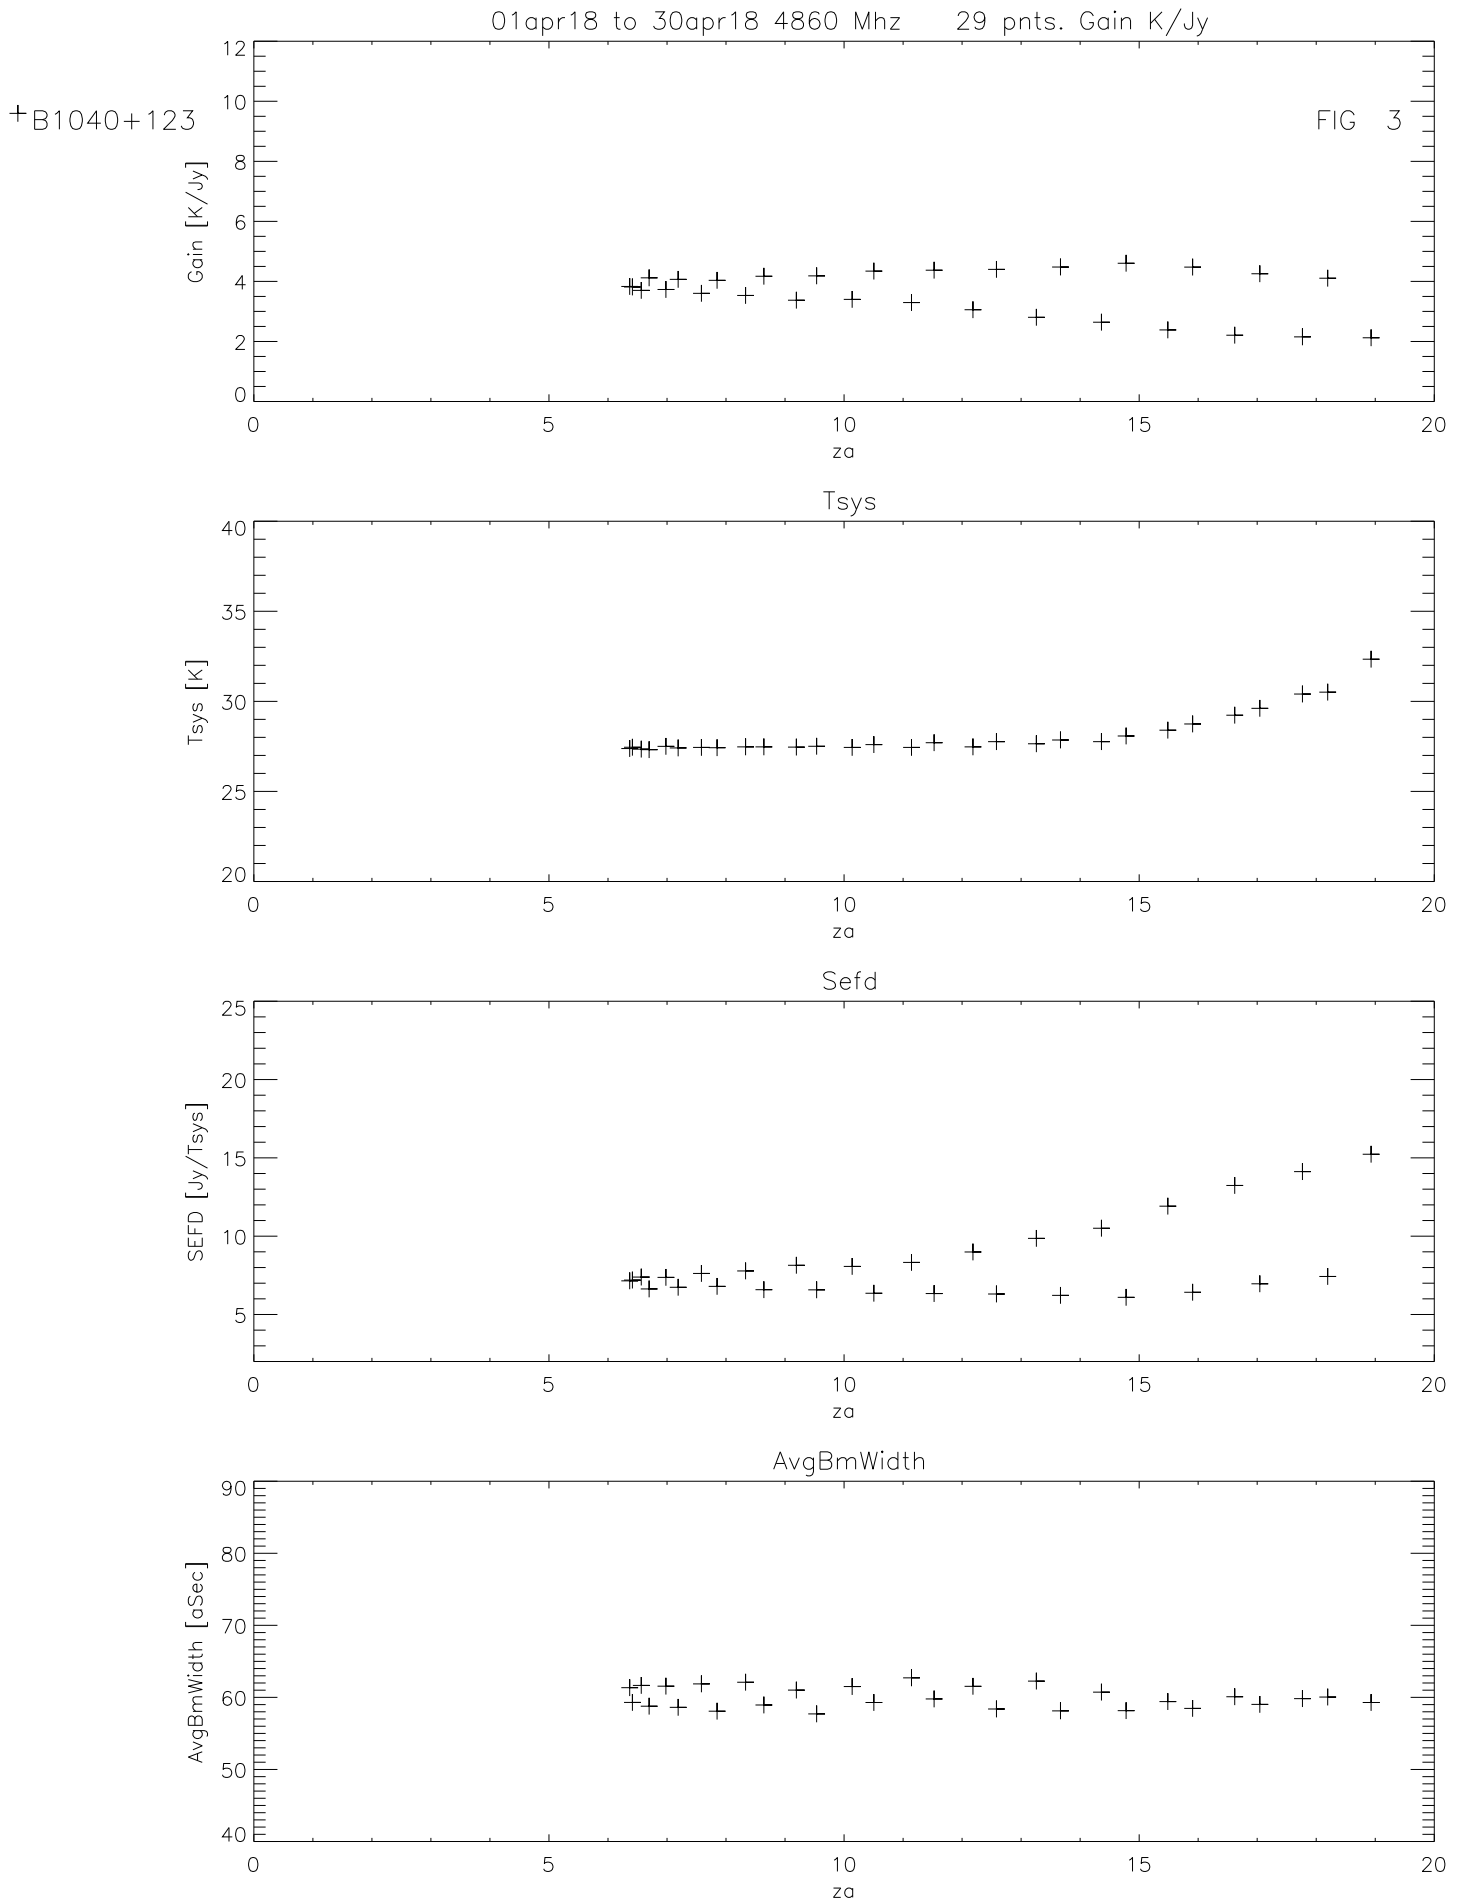 01apr18 to 30apr18 4860 Mhz 29 pnts. Gain K/Jy
+B1040+123
FIG 3
Gain [K/Jy]
12
10
8
6
4
2
0
0 5 10 15 20
za
Tsys
Tsys [K]
40
35
30
25
20
0 5 10 15 20
za
Sefd
SEFD [Jy/Tsys]
25
20
15
10
5
0 5 10 15 20
za
AvgBmWidth
AvgBmWidth [aSec]
90
80
70
60
50
40
0 5 10 15 20
za